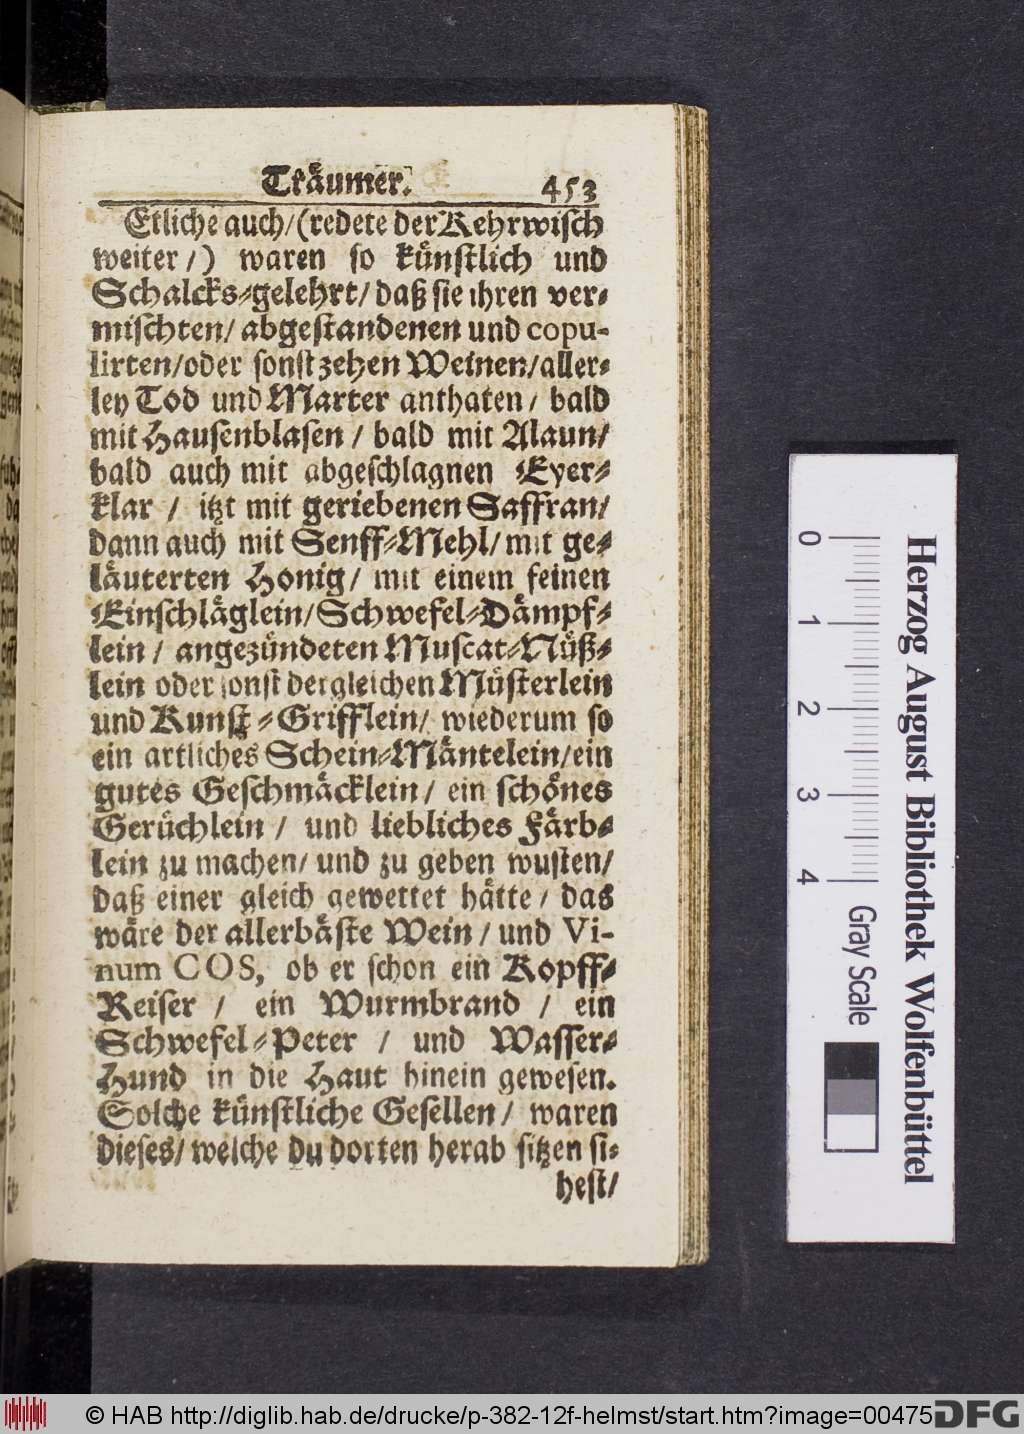 Träumer. 453
Etliche auch/ (redete der Kehrwisch
weiter/) waren so künstlich und
Schalcks-gelehrt/ daß sie ihren ver-
mischten/ abgestandenen und copu-
lirten/ oder sonst zehen Weinen/ aller-
ley Tod und Marter anthaten/ bald
mit Hausenblasen / bald mit Alaun/
bald auch mit abgeschlagnen Eyer-
klar / itzt mit geriebenen Saffran/
dann auch mit Senff-Mehl/ mit ge-
läuterten Honig/ mit einem feinen
Einschläglein/ Schwefel-Dämpf-
lein / angezündeten Muscat-Nüß-
lein oder sonst dergleichen Müsterlein
und Kunst-Grifflein/ wiederum so
ein artliches Schein-Mäntelein/ ein
gutes Geschmäcklein/ ein schönes
Gerüchlein / und liebliches Färb-
lein zu machen/ und zu geben wusten/
daß einer gleich gewettet hätte / das
wäre der allerbäste Wein / und Vi-
num COS, ob er schon ein Kopff-
Reiser / ein Wurmbrand / ein
Schwefel-Peter / und Wasser-
Hund in die Haut hinein gewesen.
Solche künstliche Gesellen/ waren
dieses/ welche du dorten herab sitzen si-
hest/
0 1 2 3 4
Gray Scale
Herzog August Bibliothek Wolfenbüttel
© HAB http://diglib.hab.de/drucke/p-382-12f-helmst/start.htm?image=00475
DFG